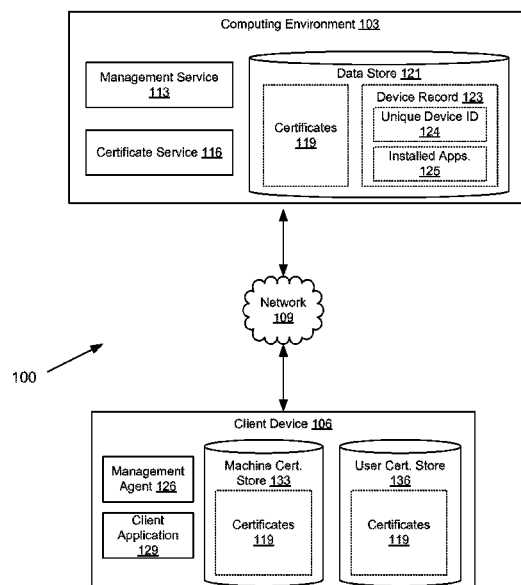 Computing Environment 103
Management Service
113
Certificate Service 116
Data Store 121
Certificates
119
Device Record 123
Unique Device ID
124
Installed Apps.
125
Network
109
100
Client Device 106
Management
Agent 126
Client
Application
129
Machine Cert.
Store 133
Certificates
119
User Cert. Store
136
Certificates
119